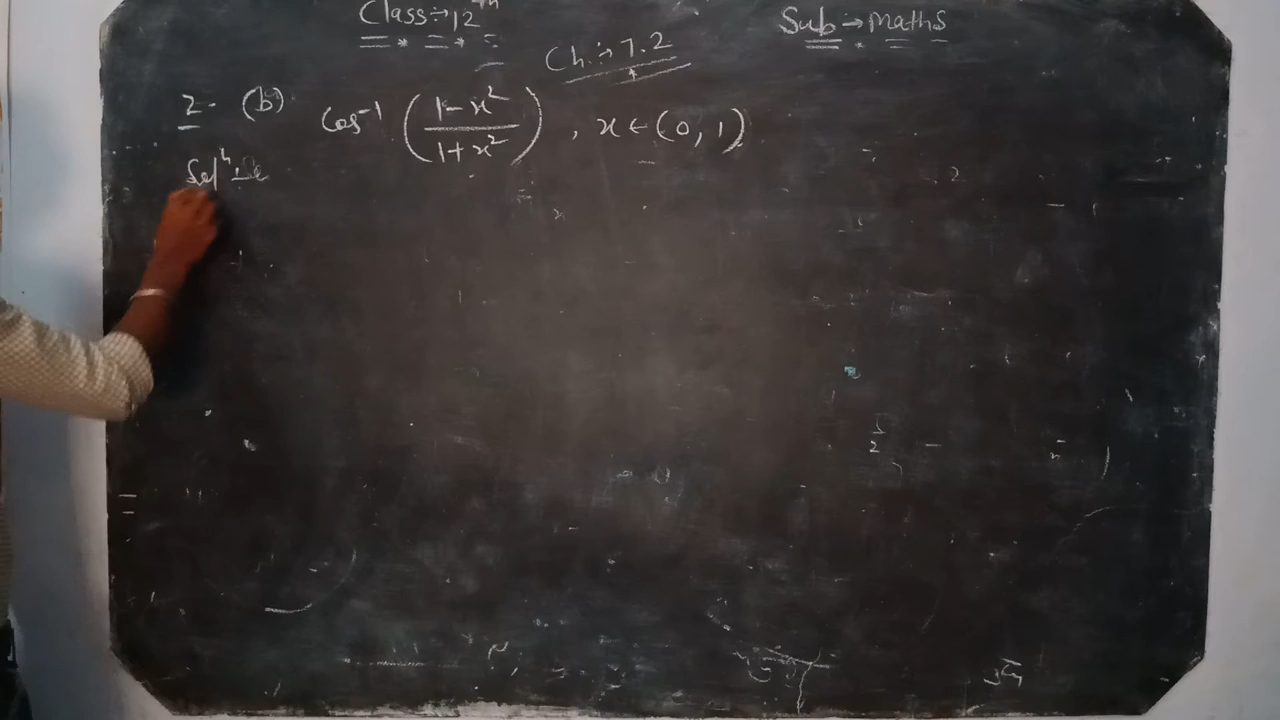 Class:- 12th
Sub → Maths
Ch. :- 7.2
2. (b) cos⁻¹ (1-x²/1+x²), x ∈ (0, 1)
Solⁿ:-